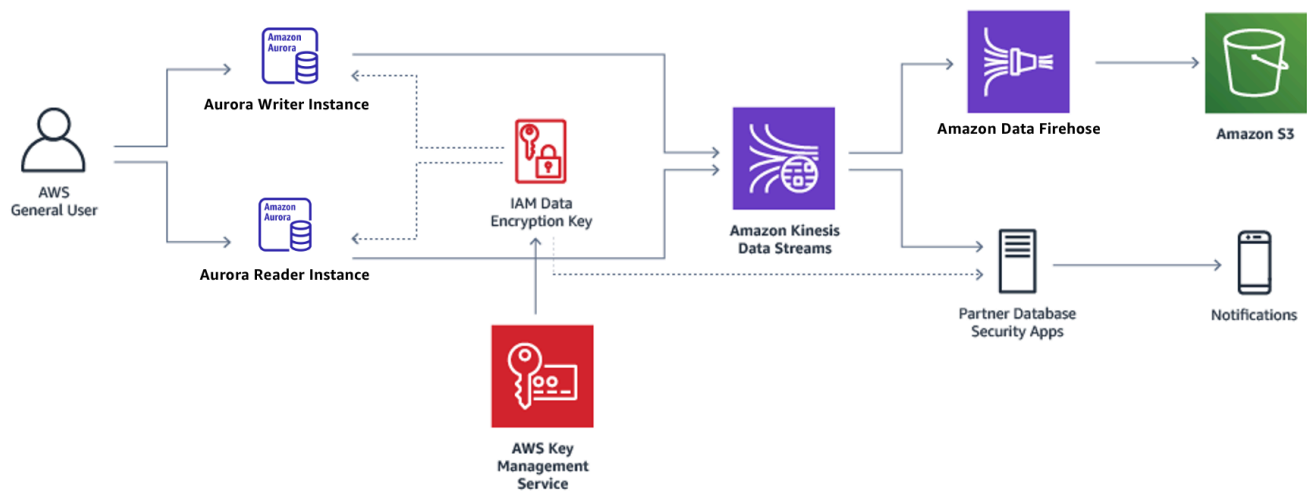 Amazon
Aurora
Aurora Writer Instance
AWS
General User
Amazon
Aurora
Aurora Reader Instance
IAM Data
Encryption Key
AWS Key
Management
Service
Amazon Kinesis
Data Streams
Amazon Data Firehose
Amazon S3
Partner Database
Security Apps
Notifications